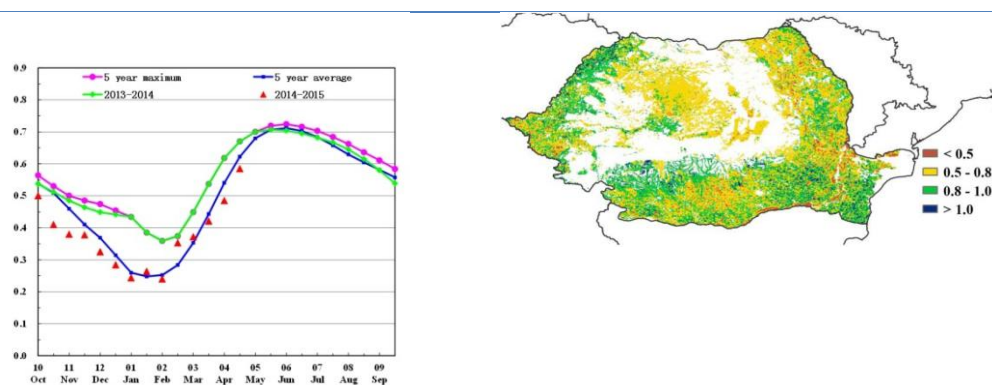 5 year maximum
5 year average
2013-2014
2014-2015
0.9
0.8
0.7
0.6
0.5
0.4
0.3
0.2
0.1
0.0
10 11 12 01 02 03 04 05 06 07 08 09
Oct Nov Dec Jan Feb Mar Apr May Jun Jul Aug Sep
< 0.5
0.5 - 0.8
0.8 - 1.0
> 1.0